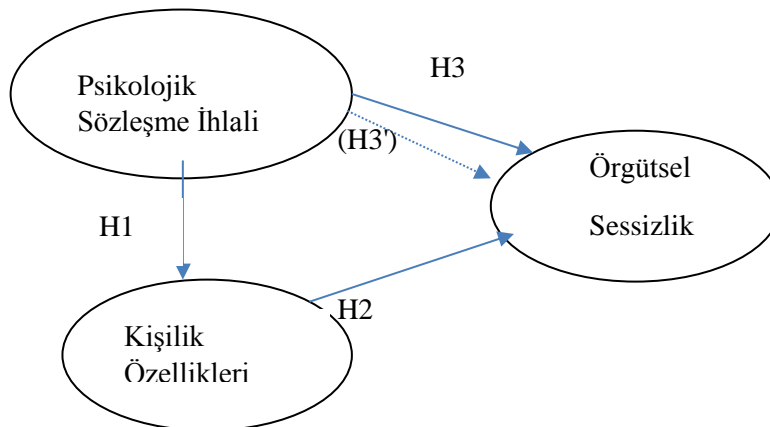 H3
Psikolojik
Sözleşme İhlali
(H3')
Örgütsel
Sessizlik
H1
H2
Kişilik
Özellikleri